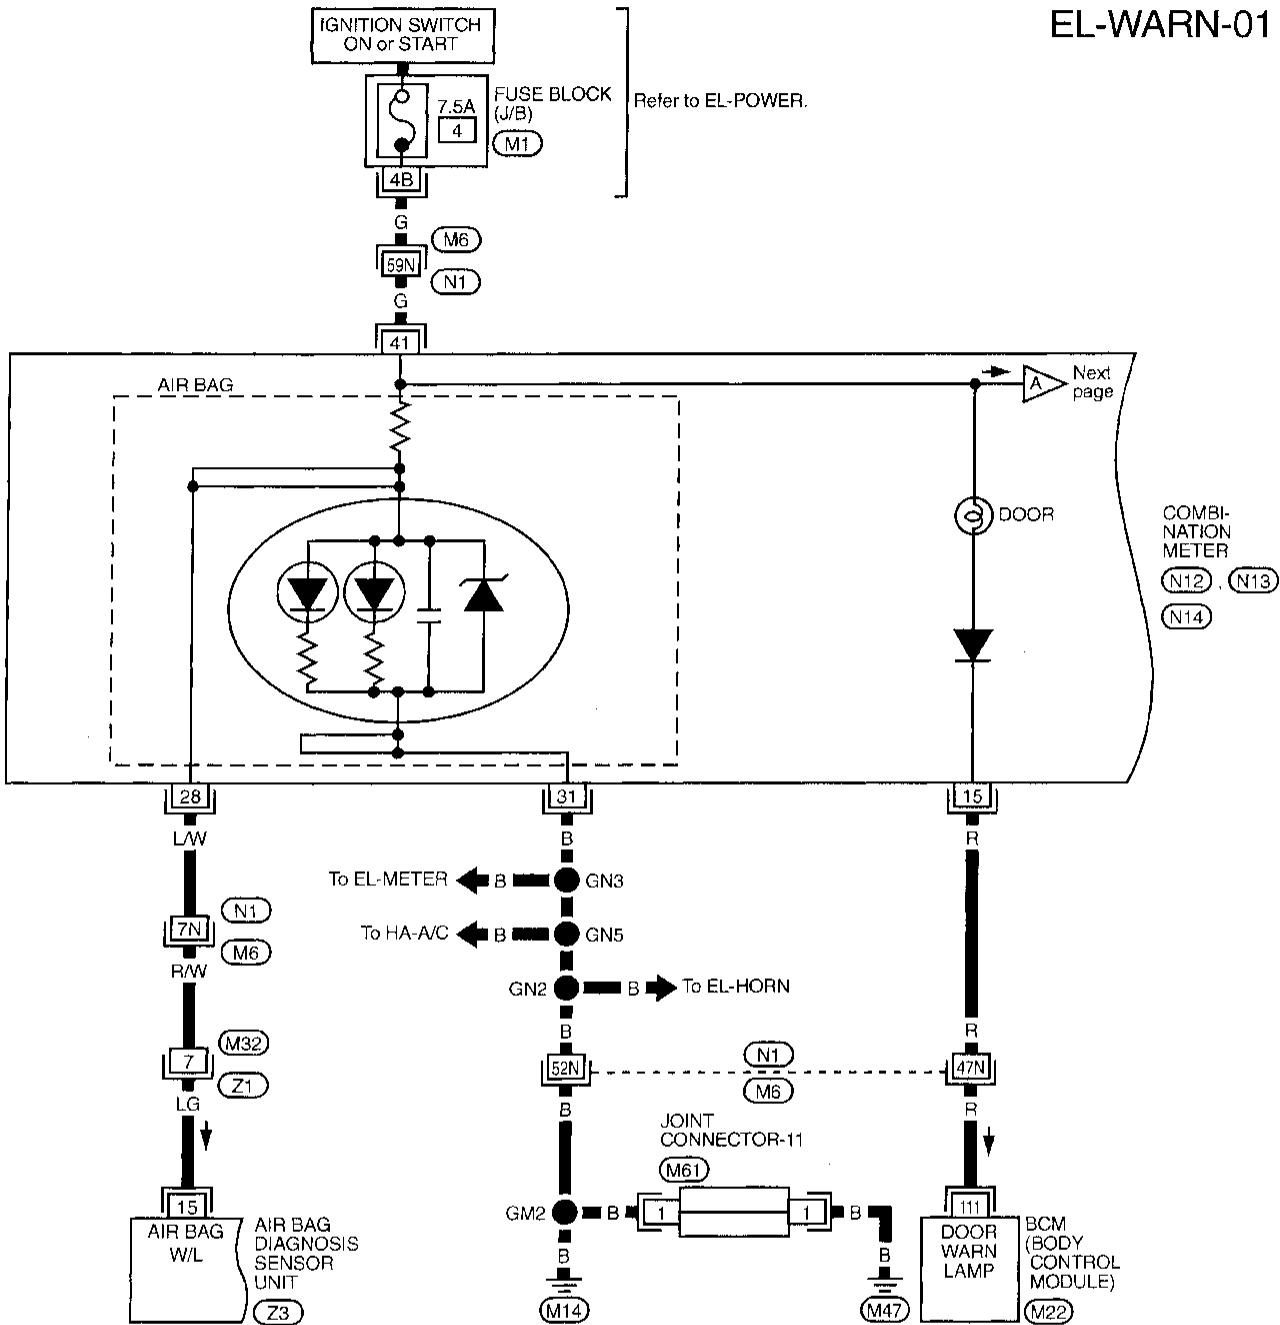 EL-WARN-01
IGNITION SWITCH
ON or START
FUSE BLOCK
(J/B)
7.5A
4
M1
Refer to EL-POWER.
4B
G
M6
59N
N1
G
41
AIR BAG
A
Next
page
DOOR
COMBI-
NATION
METER
N12 , N13
N14
28
31
15
L/W
B
R
To EL-METER
B
GN3
N1
7N
To HA-A/C
B
GN5
M6
R/W
GN2
B
To EL-HORN
B
R
M32
7
N1
52N
47N
Z1
M6
LG
B
R
JOINT
CONNECTOR-11
M61
15
111
GM2
B
1
1
B
AIR BAG
W/L
AIR BAG
DIAGNOSIS
SENSOR
UNIT
Z3
B
B
DOOR
WARN
LAMP
BCM
(BODY
CONTROL
MODULE)
M14
M47
M22